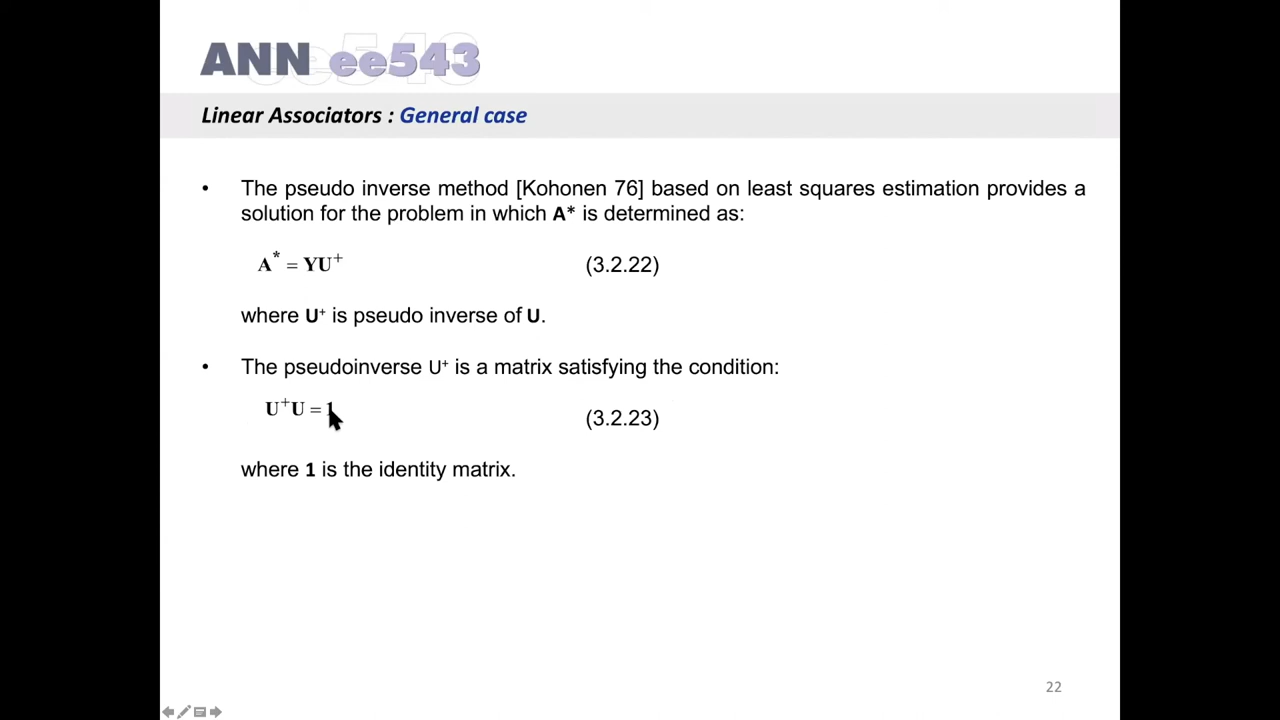 ANN ee543
Linear Associators : General case
• The pseudo inverse method [Kohonen 76] based on least squares estimation provides a
solution for the problem in which A* is determined as:
A* = YU+ (3.2.22)
where U+ is pseudo inverse of U.
• The pseudoinverse U+ is a matrix satisfying the condition:
U+U = 1 (3.2.23)
where 1 is the identity matrix.
22